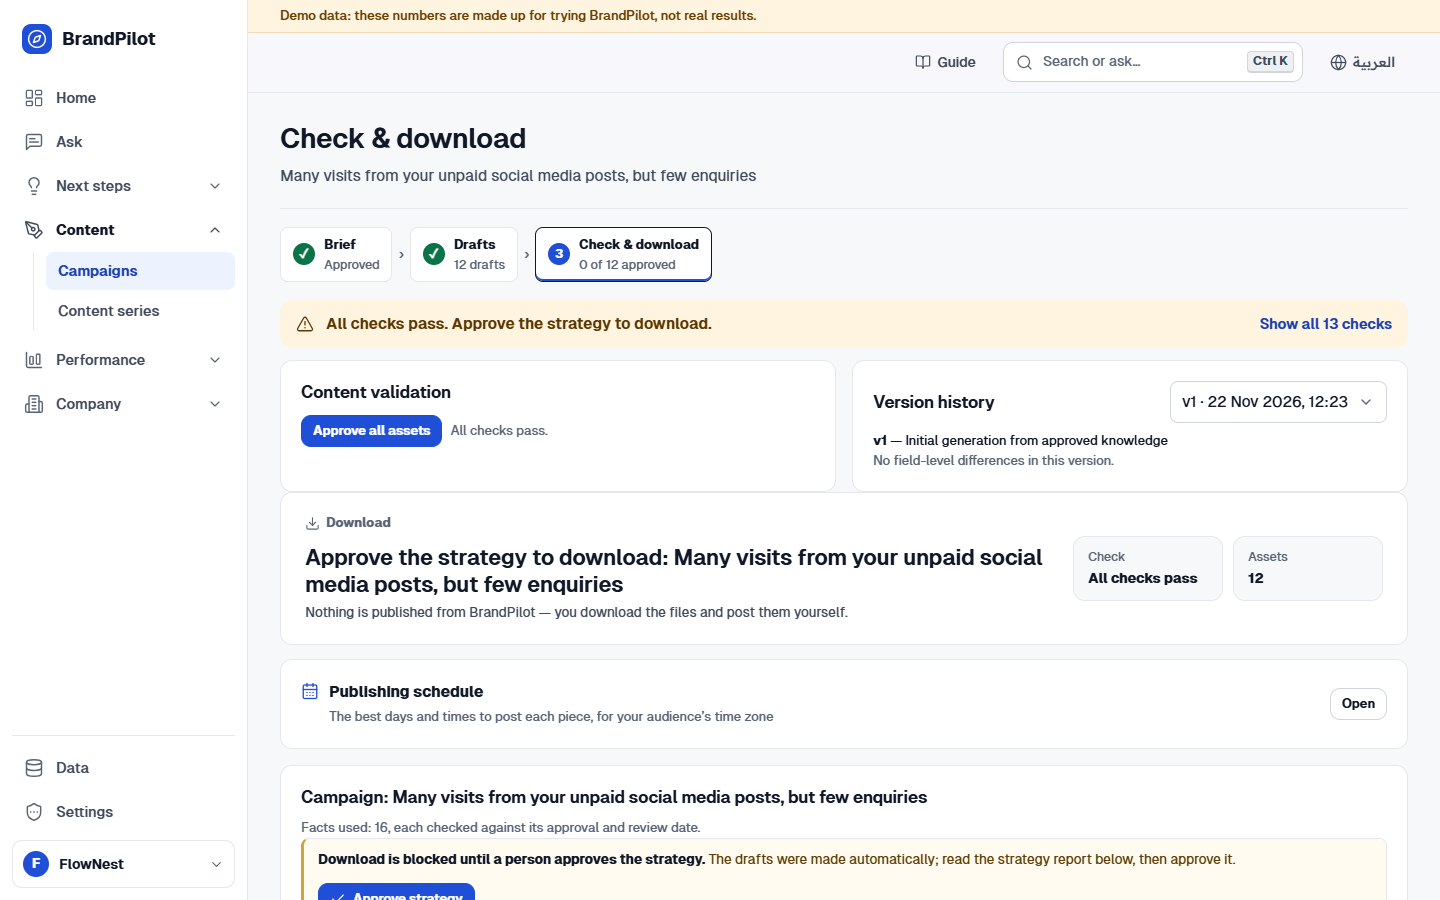 Demo data: these numbers are made up for trying BrandPilot, not real results.
BrandPilot
Guide
Search or ask...
Ctrl K
العربية
Home
Ask
Next steps
Content
Campaigns
Content series
Performance
Company
Data
Settings
F FlowNest
Check & download
Many visits from your unpaid social media posts, but few enquiries
Brief
Approved
›
Drafts
12 drafts
›
3
Check & download
0 of 12 approved
All checks pass. Approve the strategy to download.
Show all 13 checks
Content validation
Approve all assets
All checks pass.
Version history
v1 · 22 Nov 2026, 12:23
v1 — Initial generation from approved knowledge
No field-level differences in this version.
Download
Approve the strategy to download: Many visits from your unpaid social
media posts, but few enquiries
Nothing is published from BrandPilot — you download the files and post them yourself.
Check
All checks pass
Assets
12
Publishing schedule
The best days and times to post each piece, for your audience’s time zone
Open
Campaign: Many visits from your unpaid social media posts, but few enquiries
Facts used: 16, each checked against its approval and review date.
Download is blocked until a person approves the strategy. The drafts were made automatically; read the strategy report below, then approve it.
Approve strategy